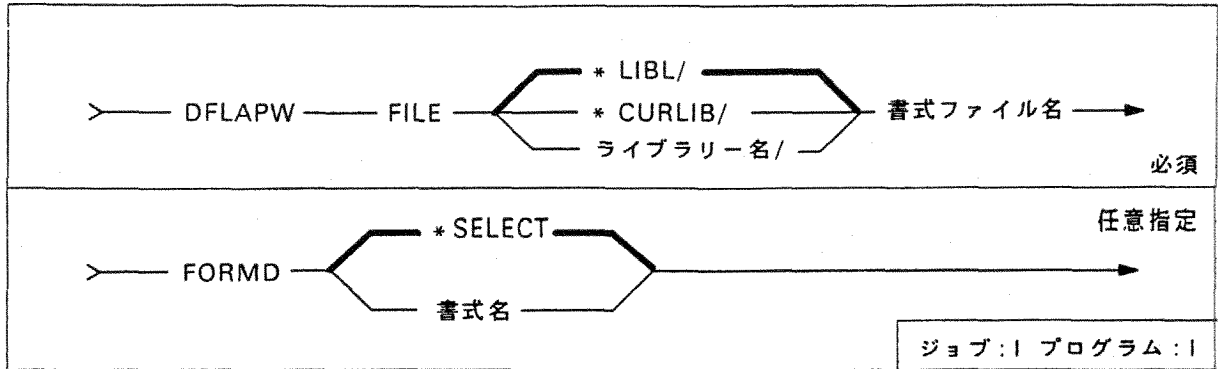 * LIBL/
DFLAPW FILE * CURLIB/ 書式ファイル名
ライブラリー名/
必須
任意指定
* SELECT
FORMD
書式名
ジョブ:I プログラム:I